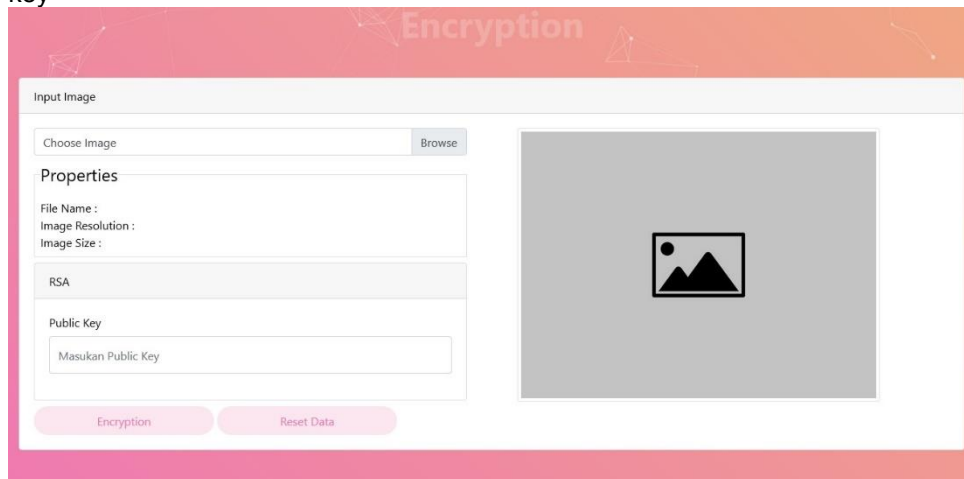 key
Encryption
Input Image
Choose Image
Browse
Properties
File Name :
Image Resolution :
Image Size :
RSA
Public Key
Masukan Public Key
Encryption
Reset Data